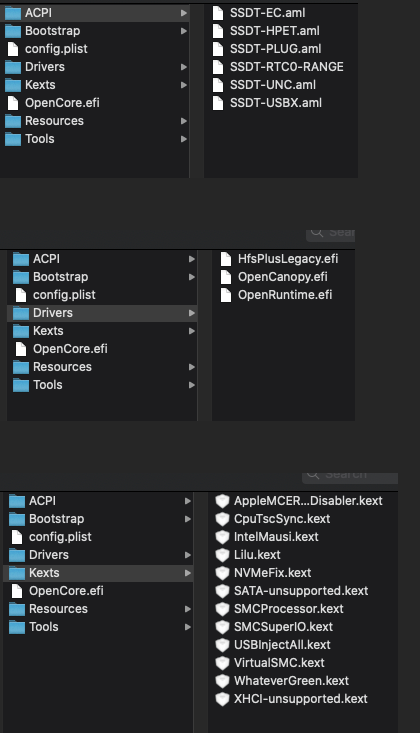 ACPI
Bootstrap
config.plist
Drivers
Kexts
OpenCore.efi
Resources
Tools
SSDT-EC.aml
SSDT-HPET.aml
SSDT-PLUG.aml
SSDT-RTC0-RANGE
SSDT-UNC.aml
SSDT-USBX.aml
Sear
ACPI
Bootstrap
config.plist
Drivers
Kexts
OpenCore.efi
Resources
Tools
HfsPlusLegacy.efi
OpenCanopy.efi
OpenRuntime.efi
Search
ACPI
Bootstrap
config.plist
Drivers
Kexts
OpenCore.efi
Resources
Tools
AppleMCER...Disabler.kext
CpuTscSync.kext
IntelMausi.kext
Lilu.kext
NVMeFix.kext
SATA-unsupported.kext
SMCProcessor.kext
SMCSuperIO.kext
USBInjectAll.kext
VirtualSMC.kext
WhateverGreen.kext
XHCI-unsupported.kext